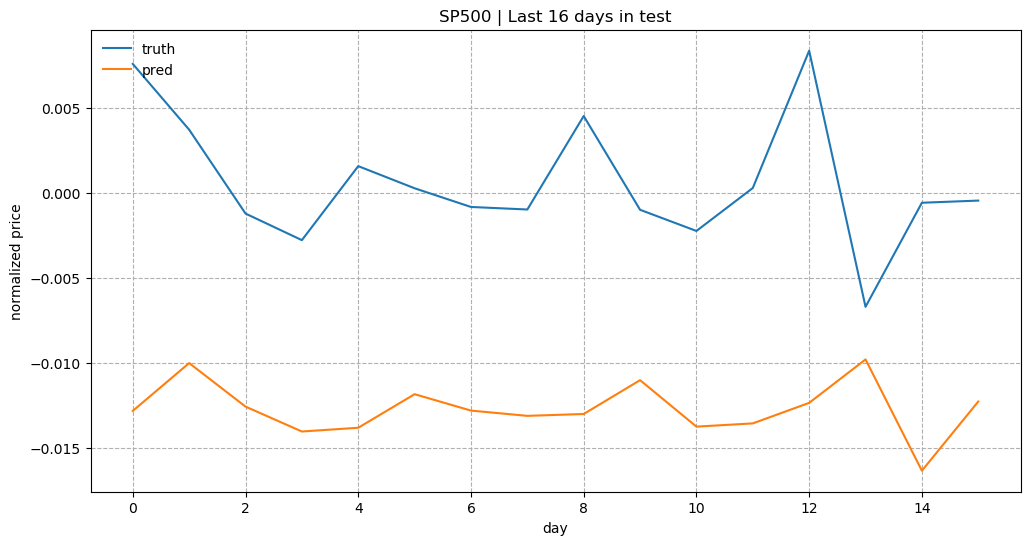 SP500 | Last 16 days in test
truth
pred
0.005
0.000
−0.005
−0.010
−0.015
normalized price
0 2 4 6 8 10 12 14
day